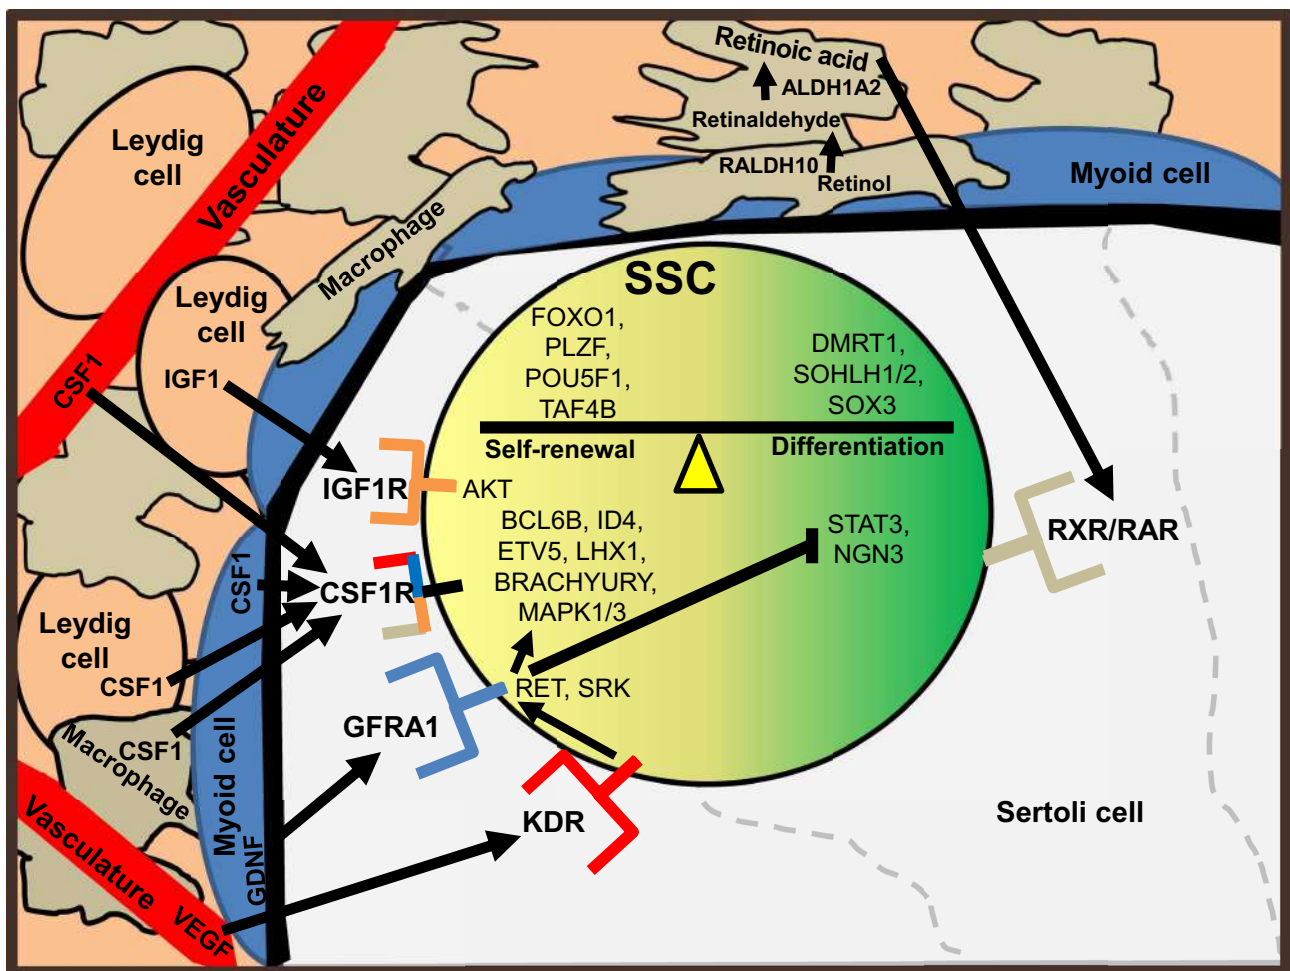 Retinoic acid
ALDH1A2
Retinaldehyde
RALDH10
Retinol
Myoid cell
Leydig
cell
Vasculature
Macrophage
Leydig
cell
IGF1
CSF1
SSC
FOXO1,
PLZF,
POU5F1,
TAF4B
DMRT1,
SOHLH1/2,
SOX3
Self-renewal
Differentiation
IGF1R
AKT
BCL6B, ID4,
ETV5, LHX1,
BRACHYURY,
MAPK1/3
STAT3,
NGN3
RXR/RAR
CSF1
CSF1R
Leydig
cell
CSF1
RET, SRK
GFRA1
CSF1
Macrophage
Myoid cell
GDNF
KDR
Sertoli cell
Vasculature
VEGF